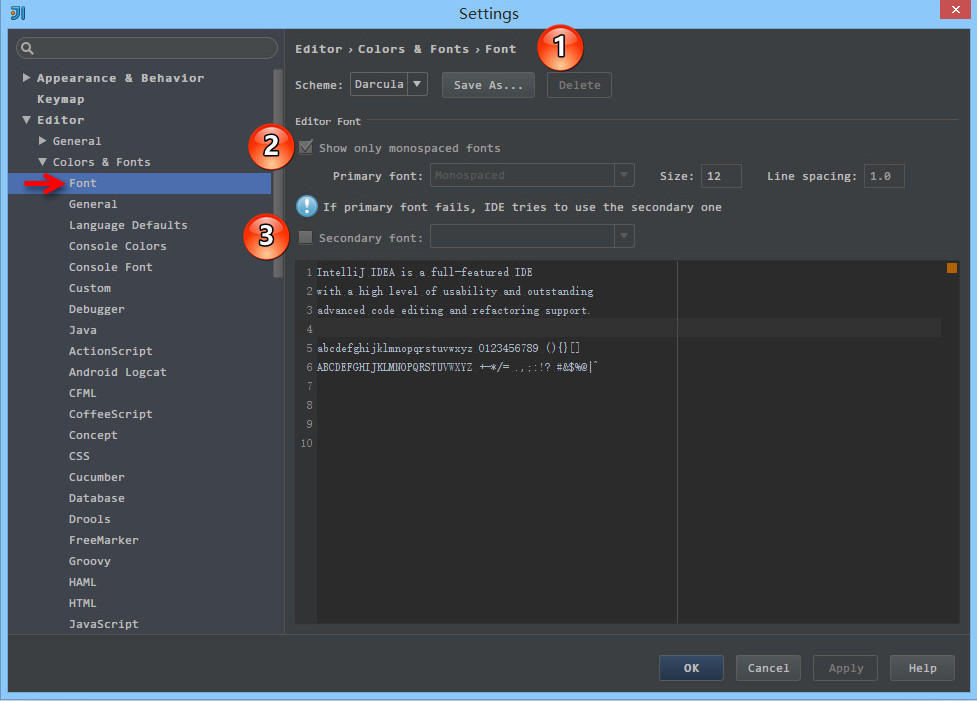 Settings
Editor › Colors & Fonts › Font
1
Scheme: Darcula Save As... Delete
Appearance & Behavior
Keymap
Editor
General
Colors & Fonts
Font
General
Language Defaults
Console Colors
Console Font
Custom
Debugger
Java
ActionScript
Android Logcat
CFML
CoffeeScript
Concept
CSS
Cucumber
Database
Drools
FreeMarker
Groovy
HAML
HTML
JavaScript
Editor Font
2
Show only monospaced fonts
Primary font: Monospaced Size: 12 Line spacing: 1.0
! If primary font fails, IDE tries to use the secondary one
3
Secondary font:
1 IntelliJ IDEA is a full-featured IDE
2 with a high level of usability and outstanding
3 advanced code editing and refactoring support.
4
5 abcdefghijklmnopqrstuvwxyz 0123456789 (){}[]
6 ABCDEFGHIJKLMNOPQRSTUVWXYZ +-*/= .,;:!? #&$%@|^
7
8
9
10
OK Cancel Apply Help